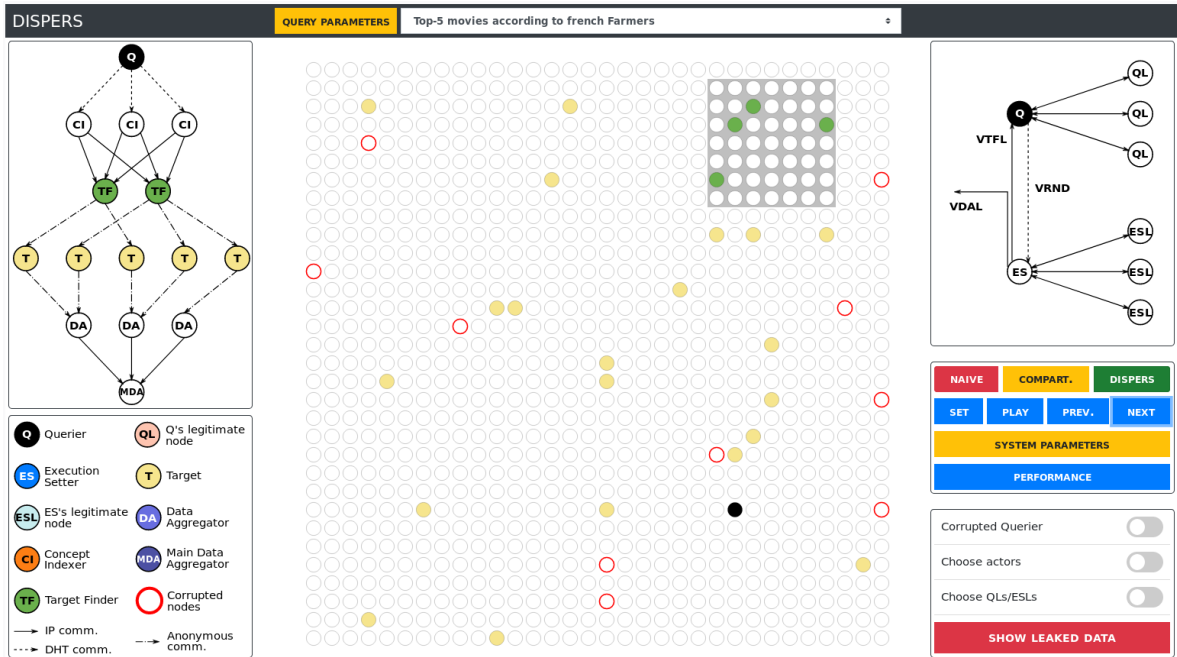 DISPERS
QUERY PARAMETERS
Top-5 movies according to french Farmers
Q
CI CI CI
TF TF
T T T T T
DA DA DA
MDA
Q Querier
QL Q's legitimate node
ES Execution Setter
T Target
ESL ES's legitimate node
DA Data Aggregator
CI Concept Indexer
MDA Main Data Aggregator
TF Target Finder
Corrupted nodes
IP comm.
DHT comm.
Anonymous comm.
QL
Q QL
VTFL QL
VRND
VDAL
ESL
ES ESL
ESL
NAIVE COMPART. DISPERS
SET PLAY PREV. NEXT
SYSTEM PARAMETERS
PERFORMANCE
Corrupted Querier
Choose actors
Choose QLs/ESLs
SHOW LEAKED DATA